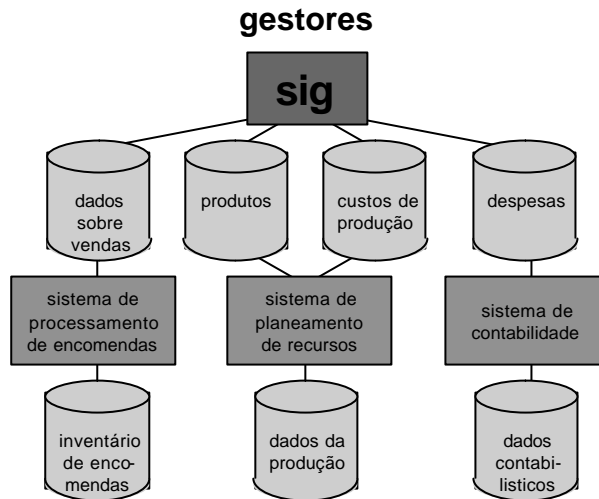 gestores
sig
dados
sobre
vendas
produtos
custos de
produção
despesas
sistema de
processamento
de encomendas
sistema de
planeamento
de recursos
sistema de
contabilidade
inventário
de enco-
mendas
dados da
produção
dados
contabi-
listicos